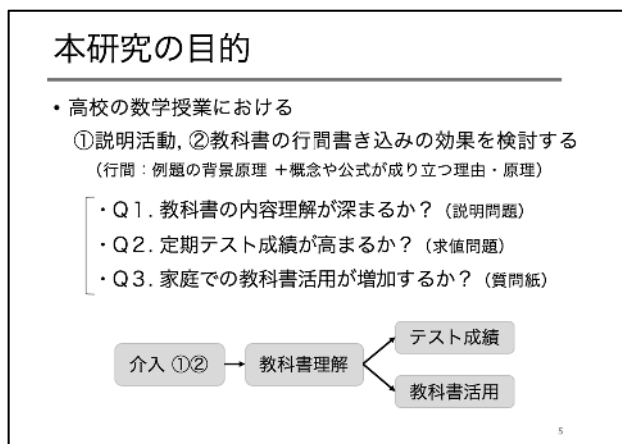 本研究の目的
・高校の数学授業における
①説明活動, ②教科書の行間書き込みの効果を検討する
（行間：例題の背景原理 ＋概念や公式が成り立つ理由・原理）
・Q１. 教科書の内容理解が深まるか？（説明問題）
・Q２. 定期テスト成績が高まるか？（求値問題）
・Q３. 家庭での教科書活用が増加するか？（質問紙）
介入 ①②
教科書理解
テスト成績
教科書活用
5